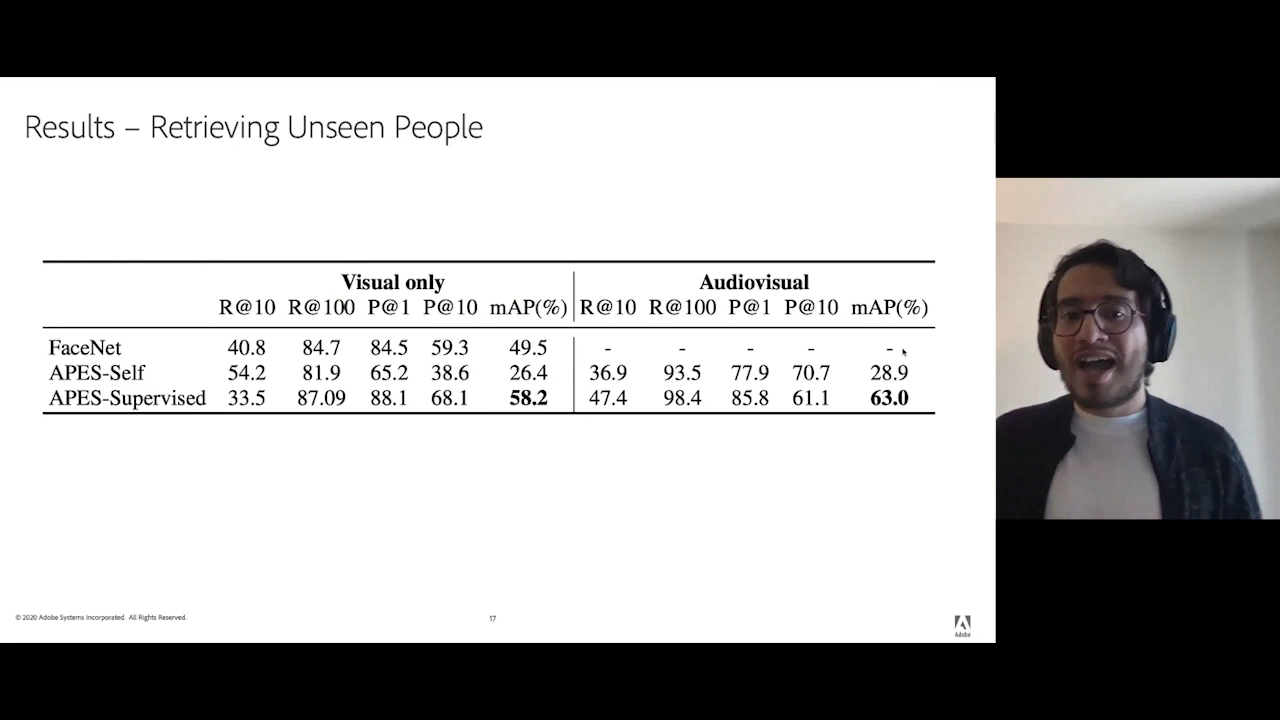 Results – Retrieving Unseen People
Visual only Audiovisual
R@10 R@100 P@1 P@10 mAP(%) R@10 R@100 P@1 P@10 mAP(%)
FaceNet 40.8 84.7 84.5 59.3 49.5 - - - - -
APES-Self 54.2 81.9 65.2 38.6 26.4 36.9 93.5 77.9 70.7 28.9
APES-Supervised 33.5 87.09 88.1 68.1 58.2 47.4 98.4 85.8 61.1 63.0
© 2020 Adobe Systems Incorporated. All Rights Reserved. 17
Adobe